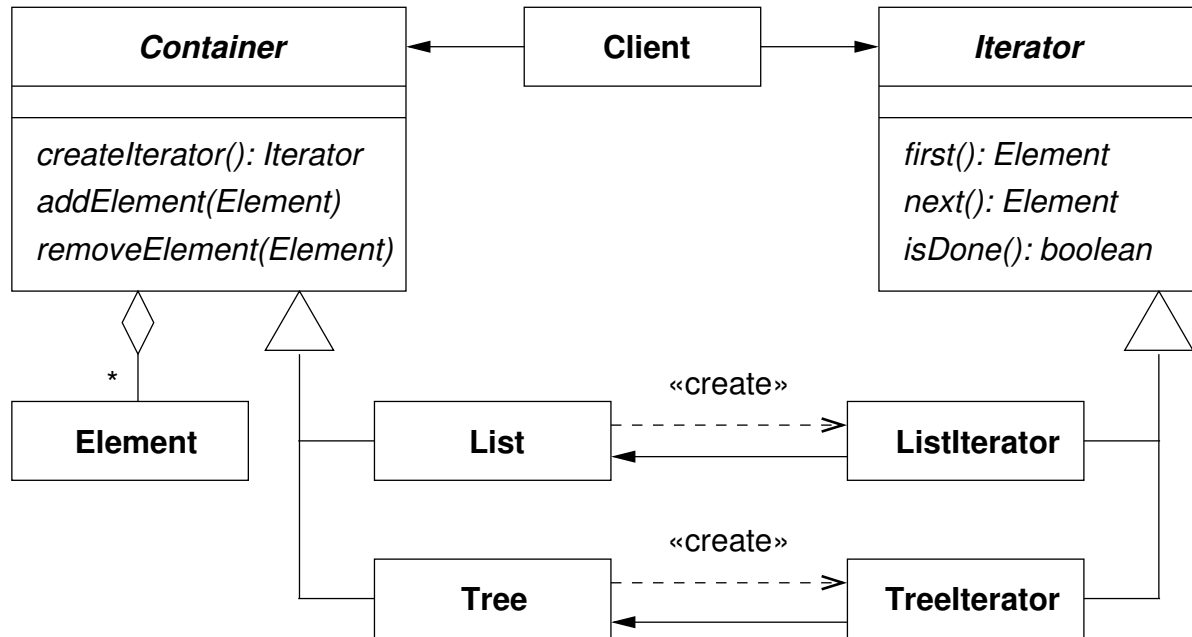 Container
Client
Iterator
createIterator(): Iterator
addElement(Element)
removeElement(Element)
first(): Element
next(): Element
isDone(): boolean
*
Element
«create»
List
ListIterator
«create»
Tree
TreeIterator